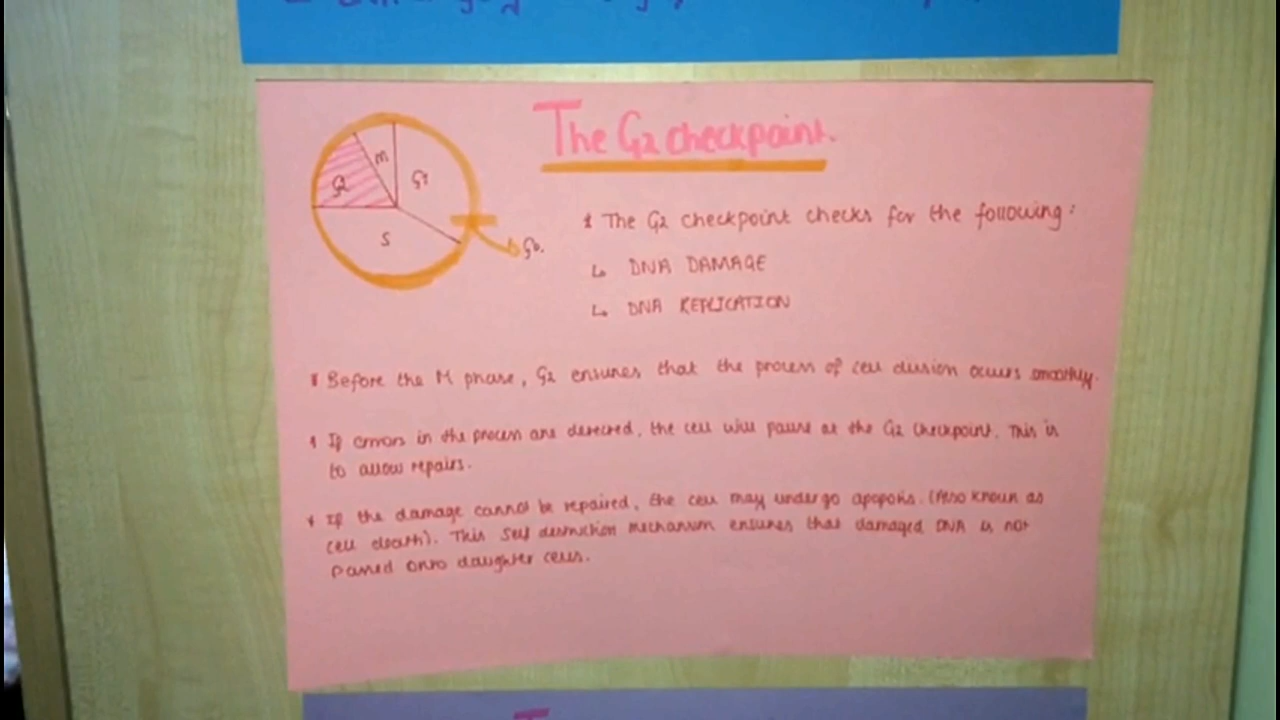 The G2 checkpoint.
M
G1
G2
S
G0.
* The G2 checkpoint checks for the following:
↳ DNA DAMAGE
↳ DNA REPLICATION
* Before the M phase, G2 ensures that the process of cell division occurs smoothly.
* If errors in the process are detected, the cell will pause at the G2 checkpoint. This is
to allow repairs.
* If the damage cannot be repaired, the cell may undergo apoptosis. (Also known as
cell death). This self destruction mechanism ensures that damaged DNA is not
passed onto daughter cells.